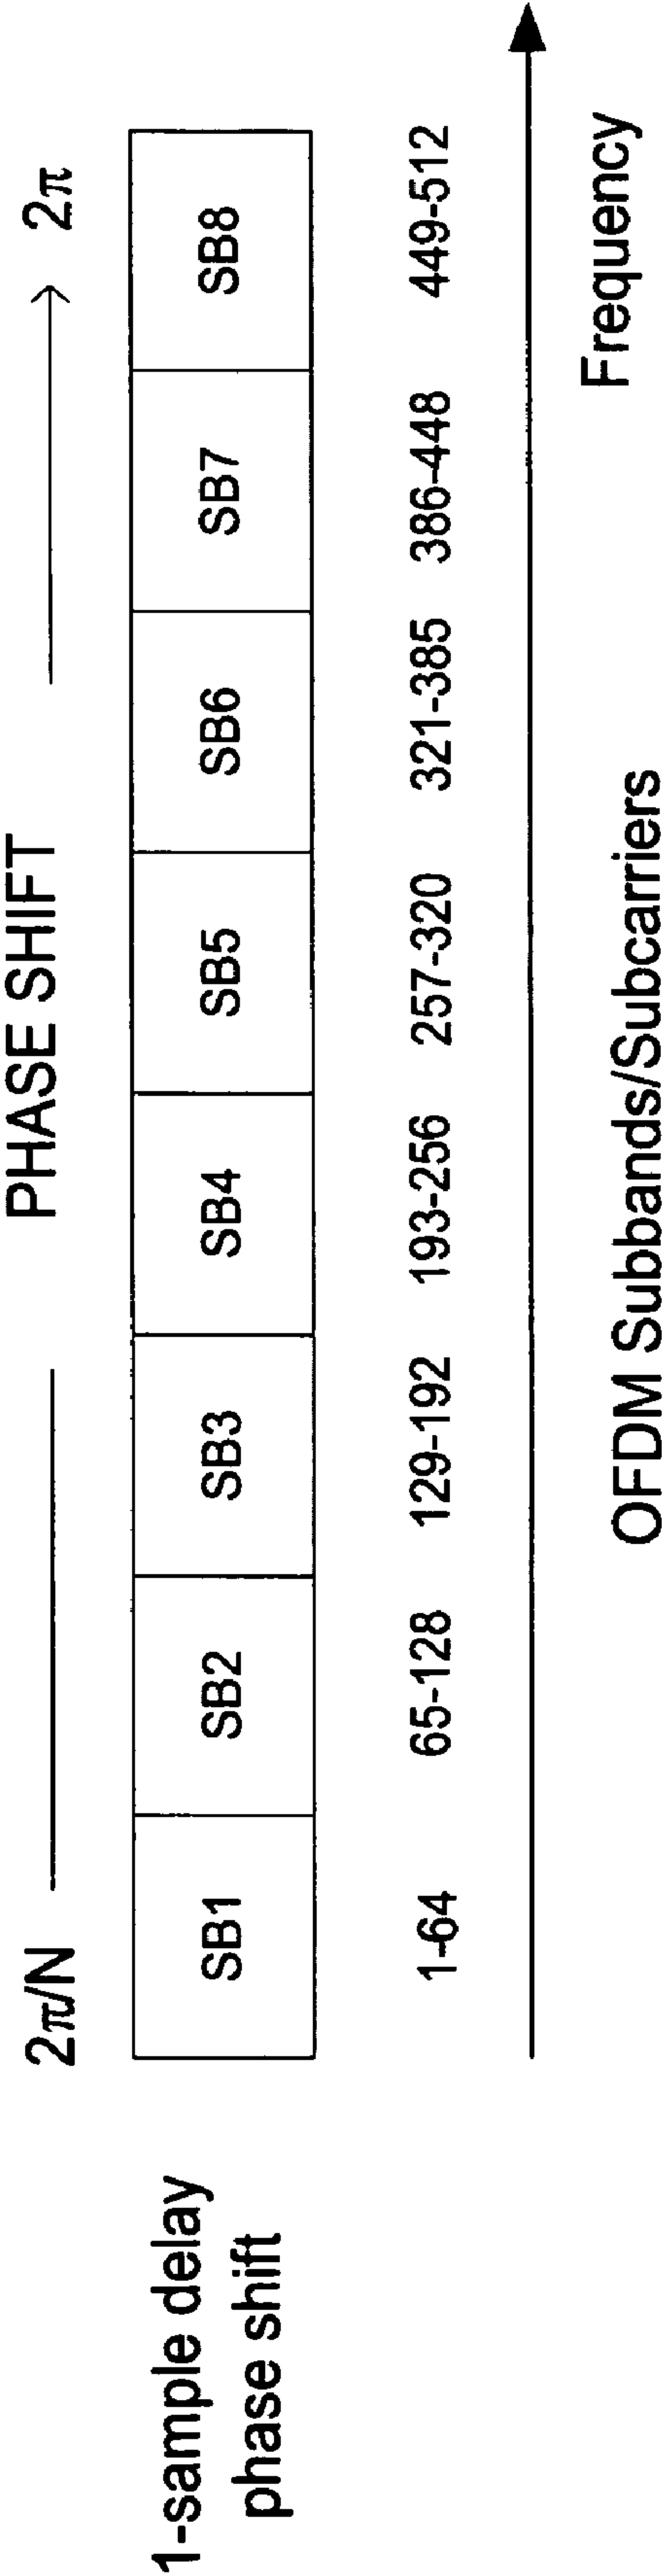 PHASE SHIFT
2π/N 2π
1-sample delay
phase shift
SB1 SB2 SB3 SB4 SB5 SB6 SB7 SB8
1-64 65-128 129-192 193-256 257-320 321-385 386-448 449-512
Frequency
OFDM Subbands/Subcarriers